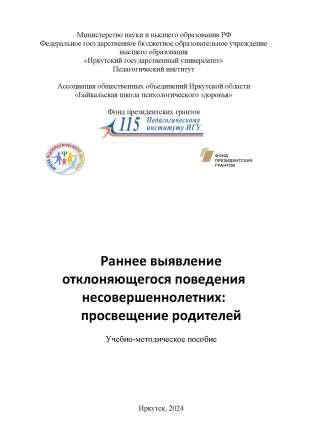 Министерство науки и высшего образования РФ
Федеральное государственное бюджетное образовательное учреждение
высшего образования
«Иркутский государственный университет»
Педагогический институт
Ассоциация общественных объединений Иркутской области
«Байкальская школа психологического здоровья»
Фонд президентских грантов
115 Педагогическому
институту ИГУ
ФОНД
ПРЕЗИДЕНТСКИХ
ГРАНТОВ
Раннее выявление
отклоняющегося поведения
несовершеннолетних:
просвещение родителей
Учебно-методическое пособие
Иркутск, 2024